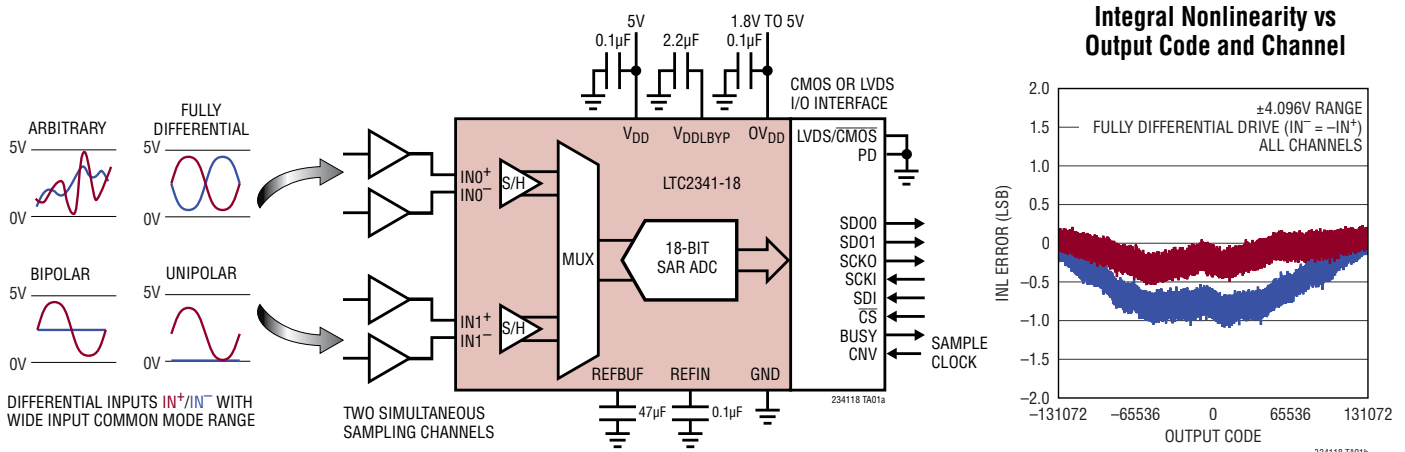 ARBITRARY
5V
0V
FULLY
DIFFERENTIAL
5V
0V
BIPOLAR
5V
0V
UNIPOLAR
5V
0V
DIFFERENTIAL INPUTS IN⁺/IN⁻ WITH
WIDE INPUT COMMON MODE RANGE
TWO SIMULTANEOUS
SAMPLING CHANNELS
5V
0.1µF
2.2µF
1.8V TO 5V
0.1µF
CMOS OR LVDS
I/O INTERFACE
V_DD
V_DDLBYP
OV_DD
LVDS/C̅M̅O̅S̅
PD
IN0⁺
IN0⁻
S/H
LTC2341-18
MUX
18-BIT
SAR ADC
IN1⁺
IN1⁻
S/H
SDO0
SDO1
SCKO
SCKI
SDI
C̅S̅
BUSY
CNV
SAMPLE
CLOCK
REFBUF
REFIN
GND
47µF
0.1µF
234118 TA01a
Integral Nonlinearity vs
Output Code and Channel
±4.096V RANGE
FULLY DIFFERENTIAL DRIVE (IN⁻ = –IN⁺)
ALL CHANNELS
INL ERROR (LSB)
2.0
1.5
1.0
0.5
0
–0.5
–1.0
–1.5
–2.0
–131072
–65536
0
65536
131072
OUTPUT CODE
234118 TA01b